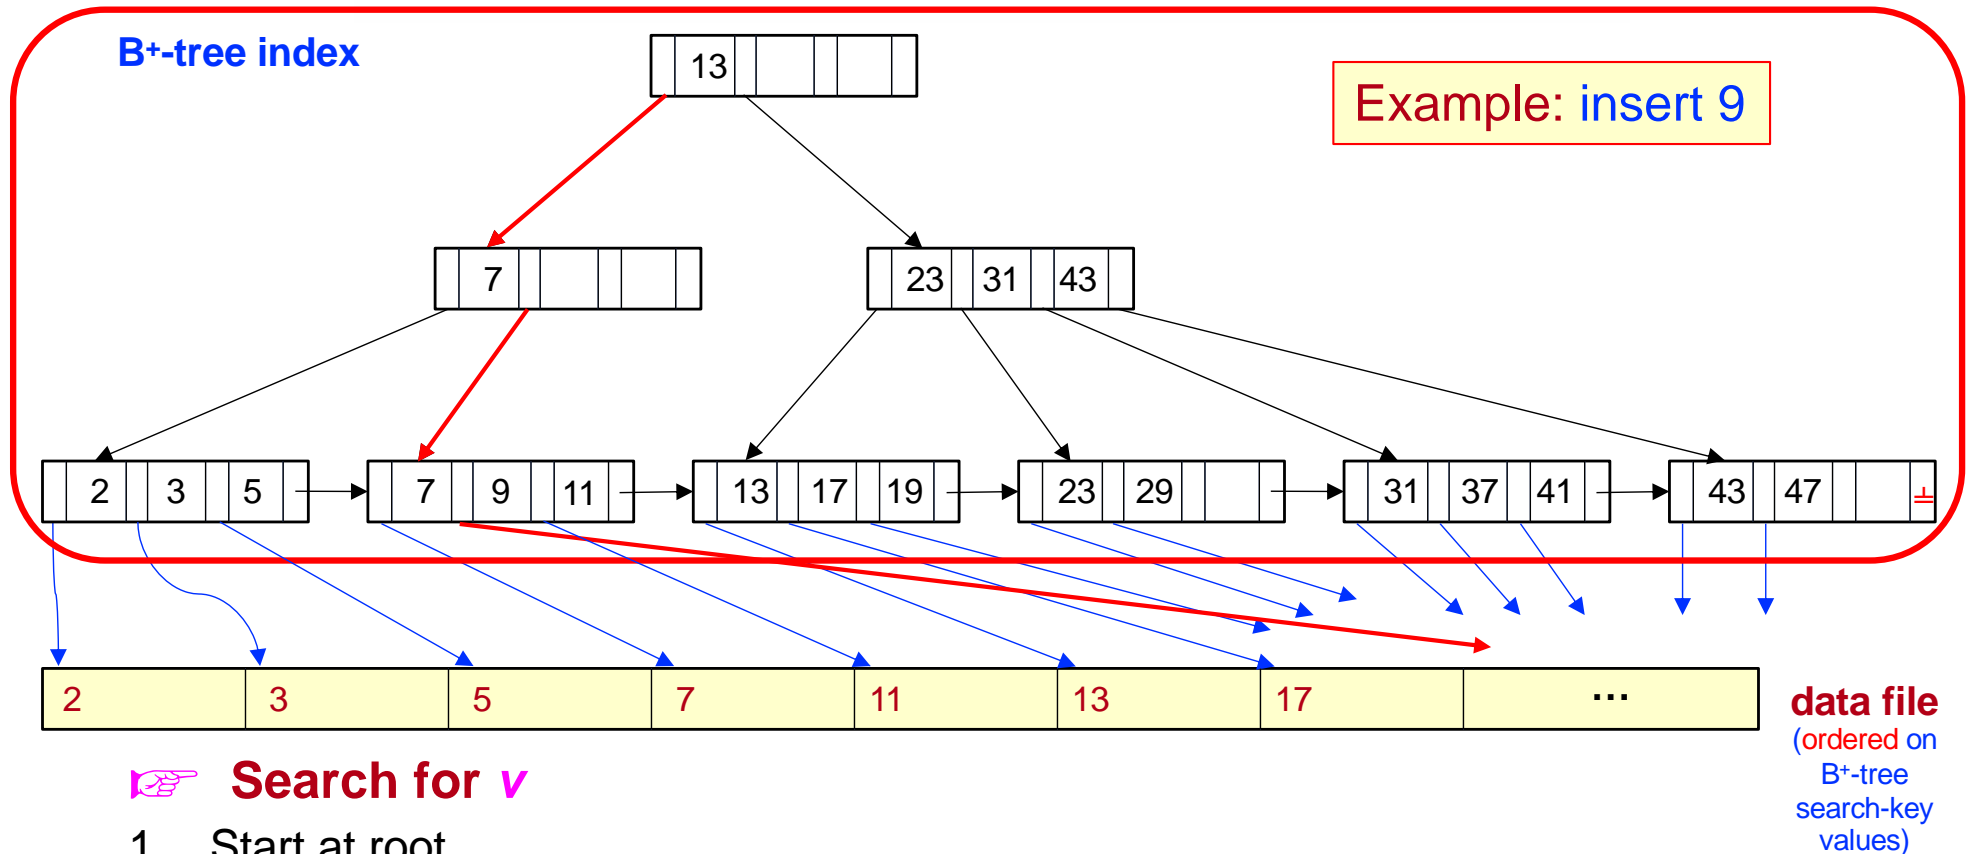 B+-tree index
13
Example: insert 9
7
23 31 43
2 3 5 7 9 11 13 17 19 23 29 31 37 41 43 47
2 3 5 7 11 13 17 ...
data file
(ordered on
B+-tree
search-key
values)
Search for v
1 Start at root